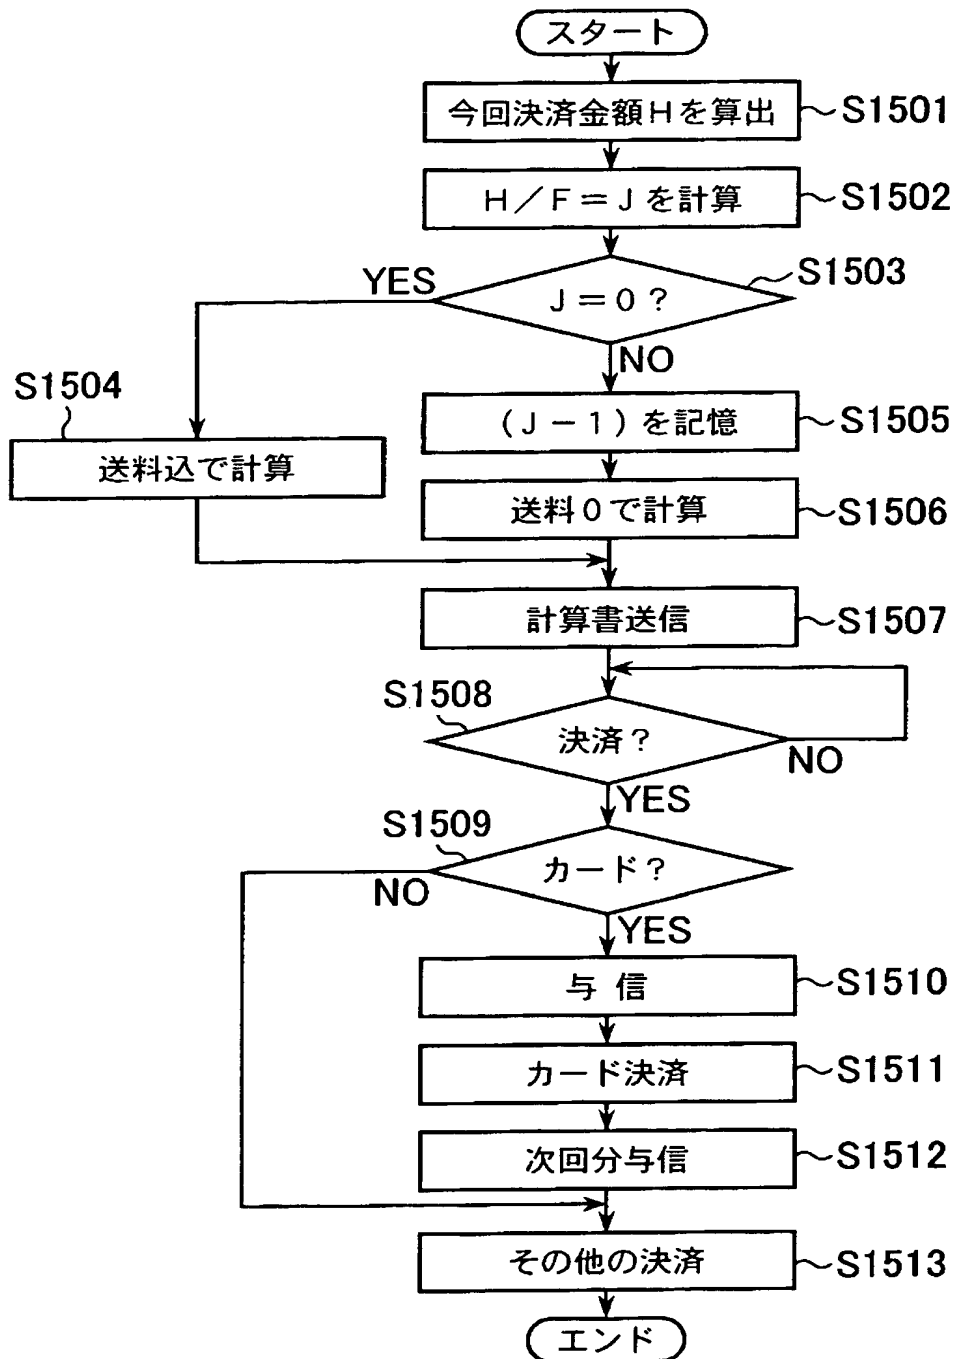 スタート
今回決済金額Hを算出
S1501
H/F=Jを計算
S1502
S1503
YES
J=0?
NO
S1504
(J-1)を記憶
S1505
送料込で計算
送料0で計算
S1506
計算書送信
S1507
S1508
決済?
NO
YES
S1509
カード?
NO
YES
与 信
S1510
カード決済
S1511
次回分与信
S1512
その他の決済
S1513
エンド